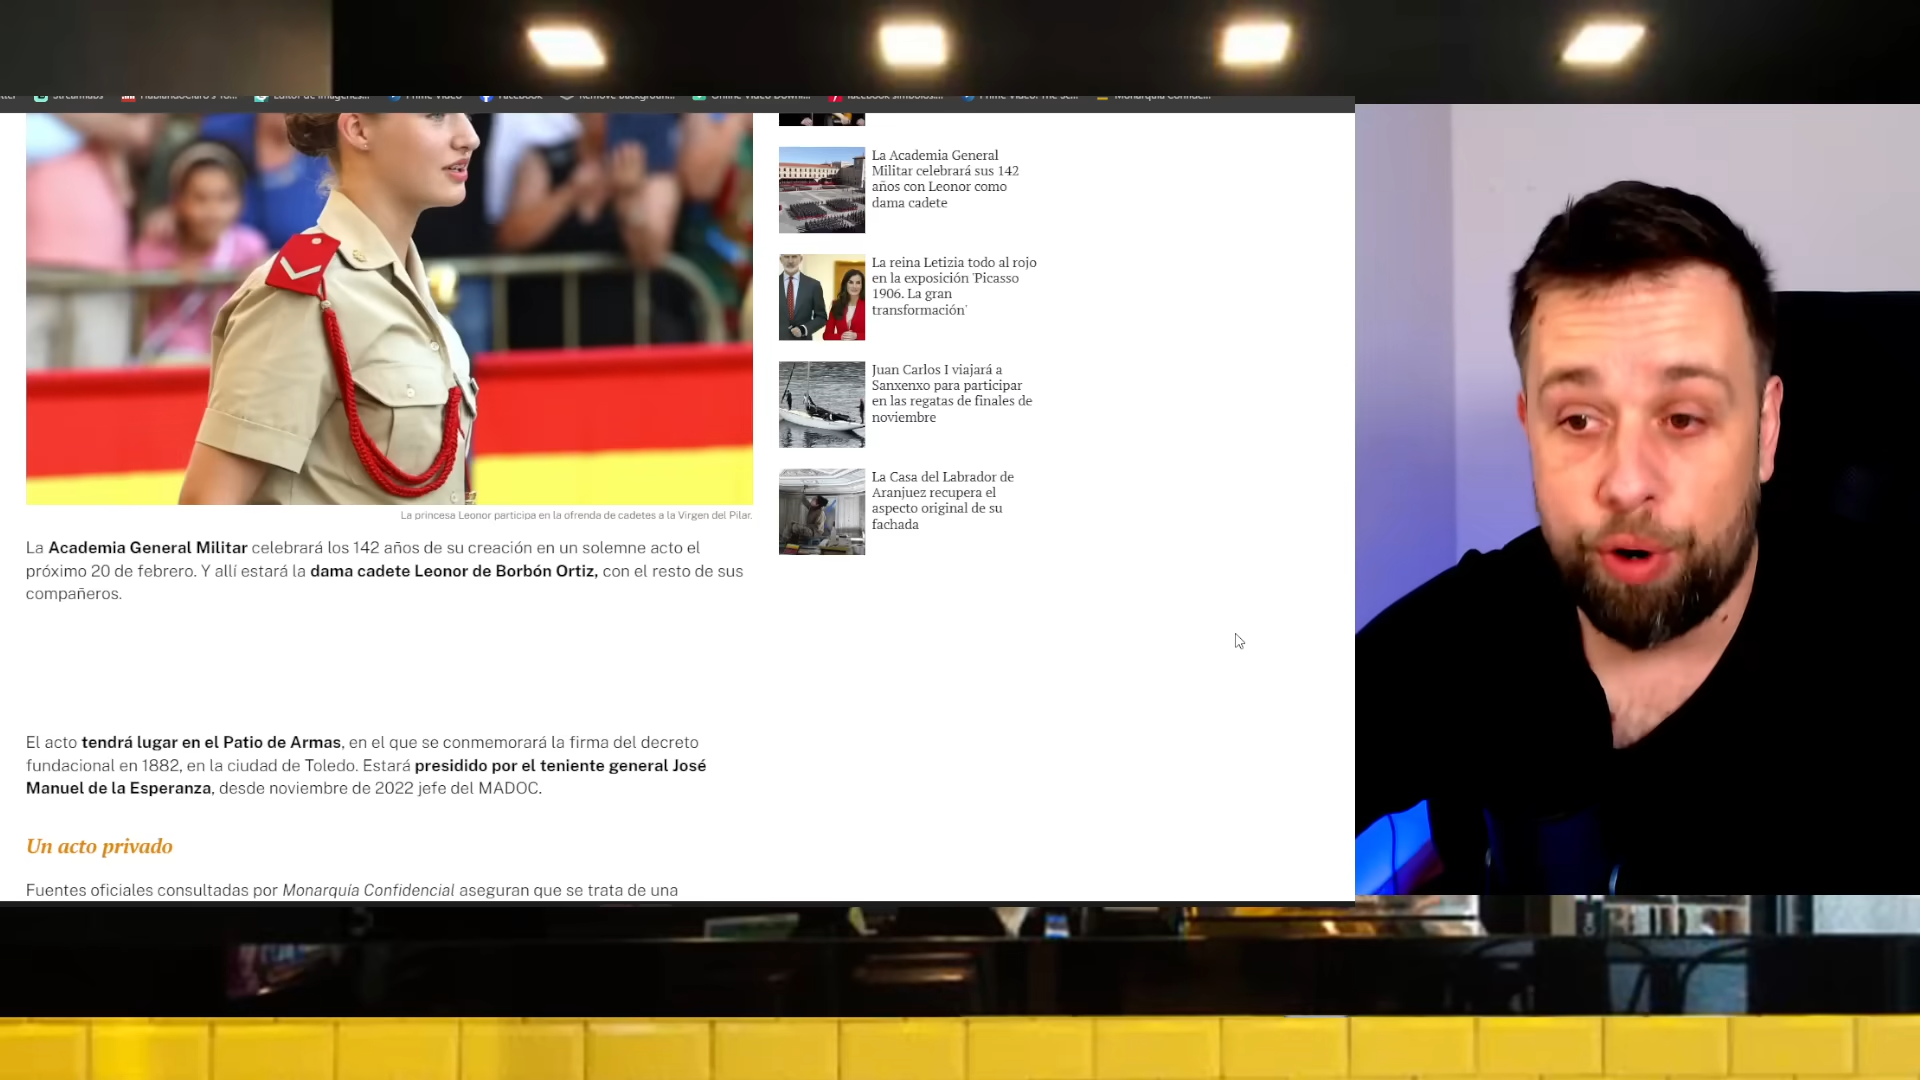 Prime Video
Facebook
La Academia General
Militar celebrará sus 142
años con Leonor como
dama cadete
La reina Letizia todo al rojo
en la exposición 'Picasso
1906. La gran
transformación'
Juan Carlos I viajará a
Sanxenxo para participar
en las regatas de finales de
noviembre
La Casa del Labrador de
Aranjuez recupera el
aspecto original de su
fachada
La princesa Leonor participa en la ofrenda de cadetes a la Virgen del Pilar.
La Academia General Militar celebrará los 142 años de su creación en un solemne acto el
próximo 20 de febrero. Y allí estará la dama cadete Leonor de Borbón Ortiz, con el resto de sus
compañeros.
El acto tendrá lugar en el Patio de Armas, en el que se conmemorará la firma del decreto
fundacional en 1882, en la ciudad de Toledo. Estará presidido por el teniente general José
Manuel de la Esperanza, desde noviembre de 2022 jefe del MADOC.
Un acto privado
Fuentes oficiales consultadas por Monarquía Confidencial aseguran que se trata de una